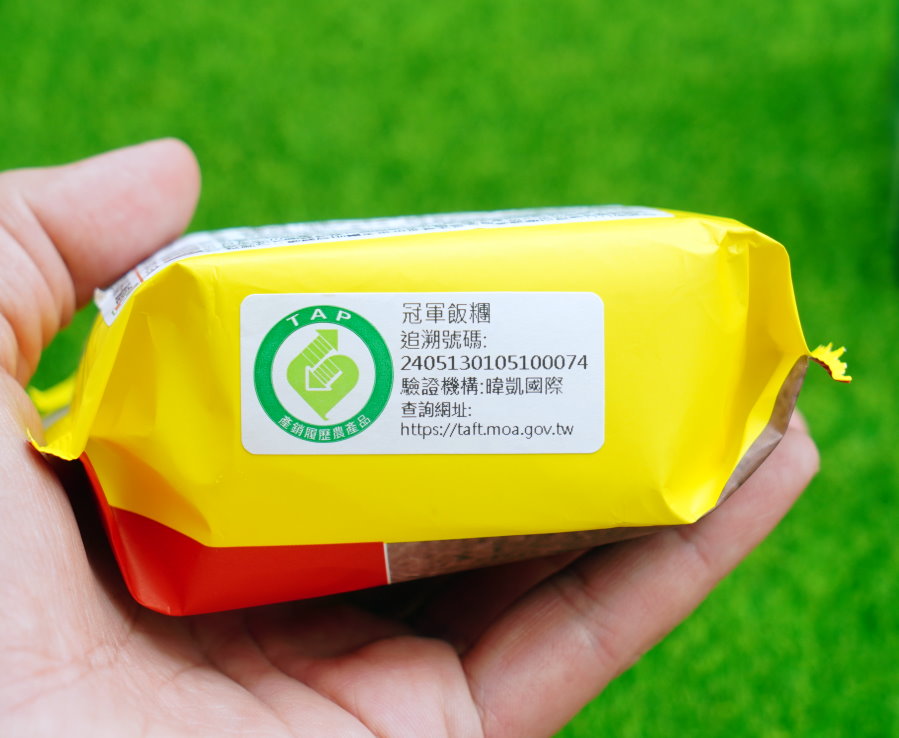 TAP
產銷履歷農產品
冠軍飯糰
追溯號碼:
2405130105100074
驗證機構:暐凱國際
查詢網址:
https://taft.moa.gov.tw